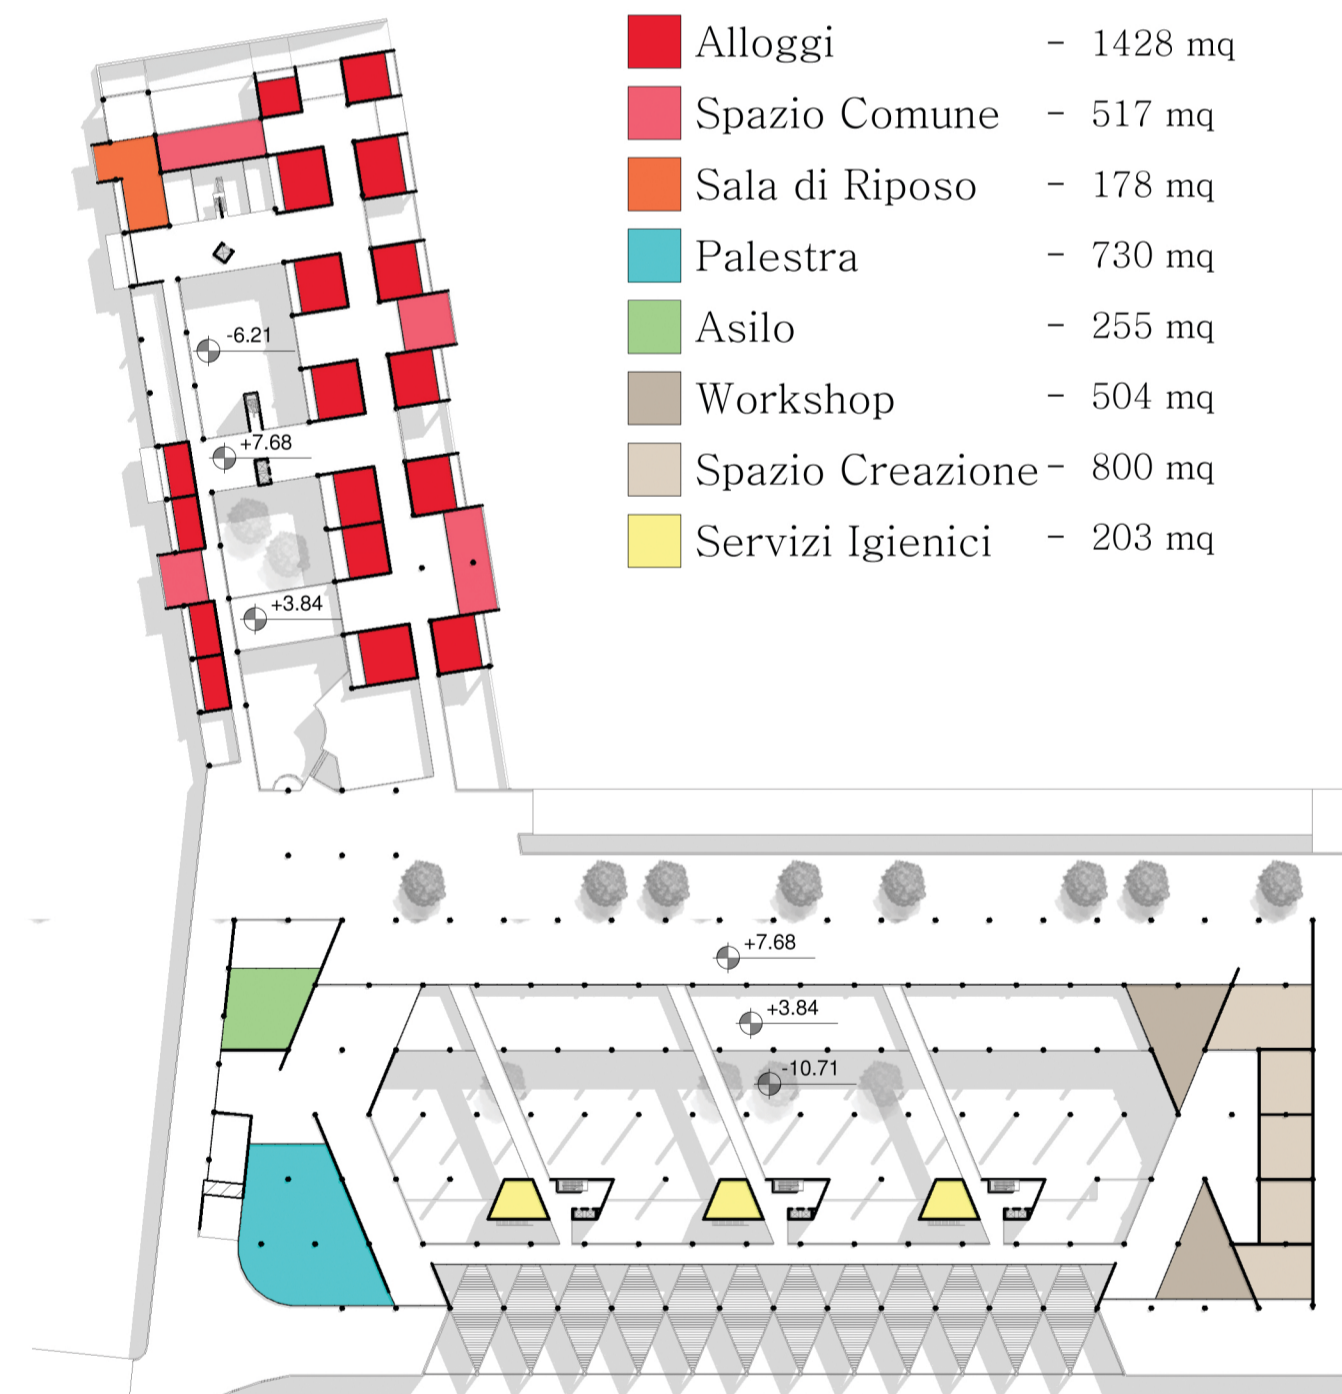 Alloggi - 1428 mq
Spazio Comune - 517 mq
Sala di Riposo - 178 mq
Palestra - 730 mq
Asilo - 255 mq
Workshop - 504 mq
Spazio Creazione - 800 mq
Servizi Igienici - 203 mq
-6.21
+7.68
+3.84
+7.68
+3.84
-10.71